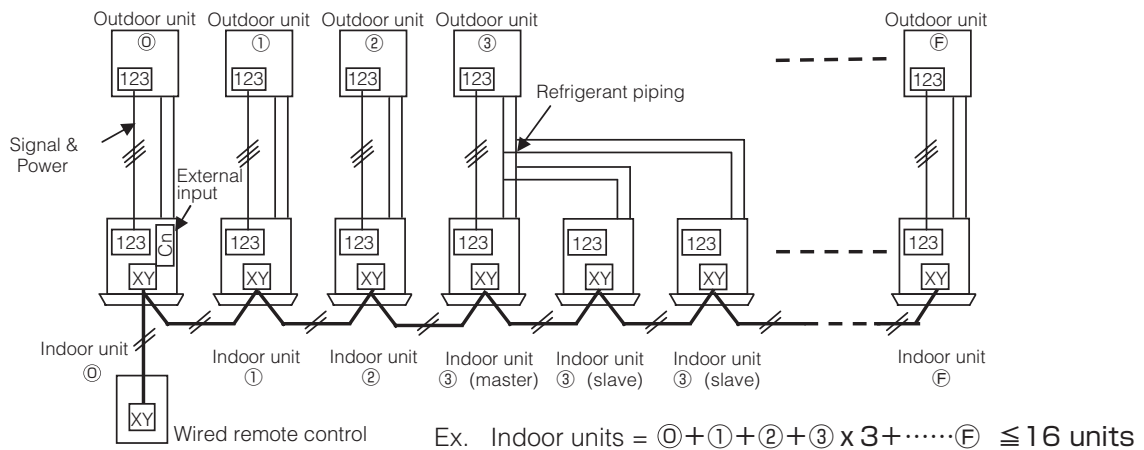 Outdoor unit Outdoor unit Outdoor unit Outdoor unit Outdoor unit
⓪ ① ② ③ Ⓕ
123 123 123 123 123
Refrigerant piping
Signal &
Power
External
input
123 Cn 123 123 123 123 123 123
XY XY XY XY XY XY XY
Indoor unit Indoor unit Indoor unit Indoor unit Indoor unit Indoor unit Indoor unit
⓪ ① ② ③ (master) ③ (slave) ③ (slave) Ⓕ
XY
Wired remote control
Ex. Indoor units = ⓪+①+②+③ x 3+⋯⋯Ⓕ ≦16 units